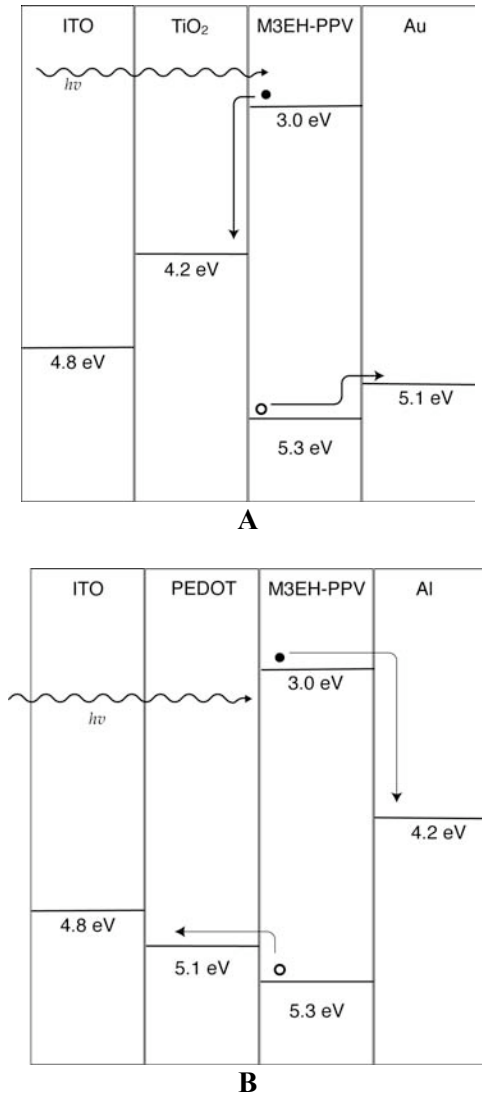 ITO TiO₂ M3EH-PPV Au
hν
3.0 eV
4.2 eV
4.8 eV
5.1 eV
5.3 eV
A
ITO PEDOT M3EH-PPV Al
3.0 eV
hν
4.2 eV
4.8 eV
5.1 eV
5.3 eV
B